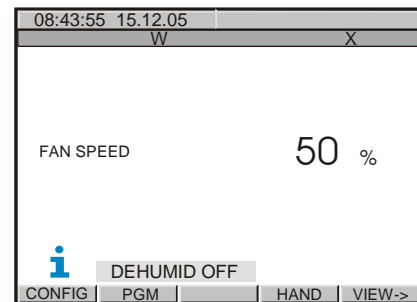 08:43:55 15.12.05
W X
FAN SPEED 50 %
i
DEHUMID OFF
CONFIG PGM HAND VIEW->